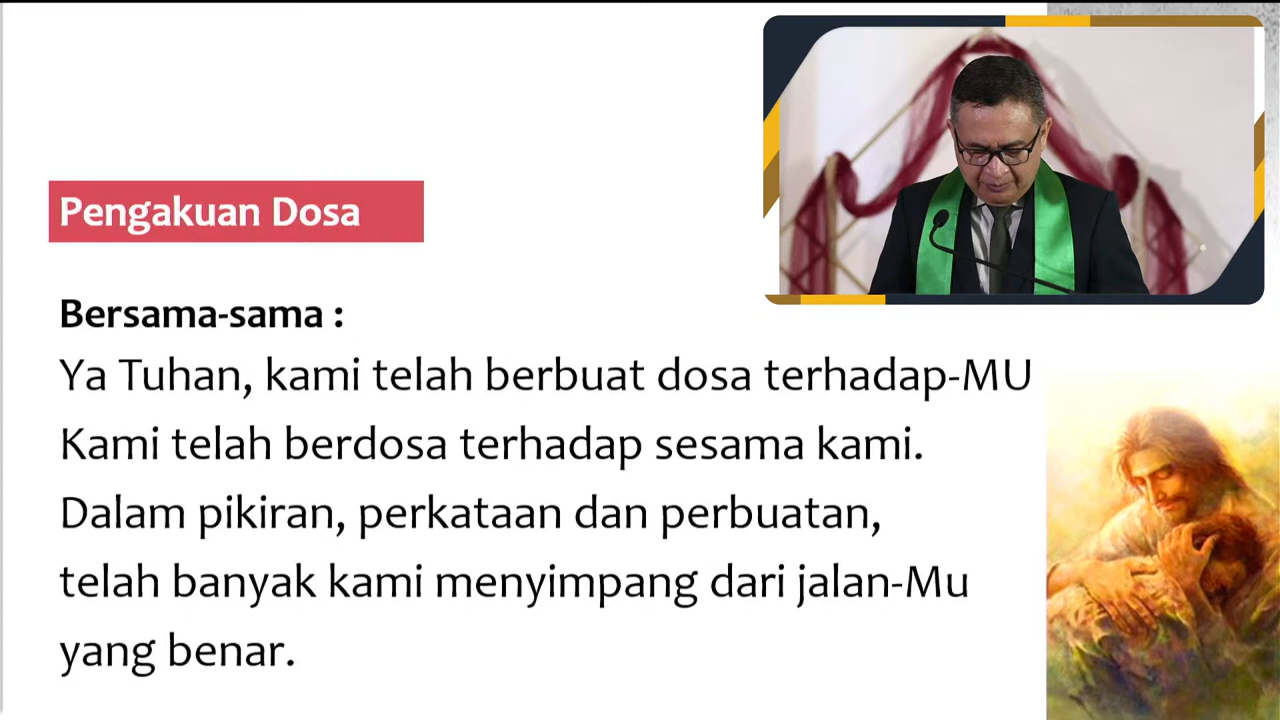 Pengakuan Dosa
Bersama-sama :
Ya Tuhan, kami telah berbuat dosa terhadap-MU
Kami telah berdosa terhadap sesama kami.
Dalam pikiran, perkataan dan perbuatan,
telah banyak kami menyimpang dari jalan-Mu
yang benar.